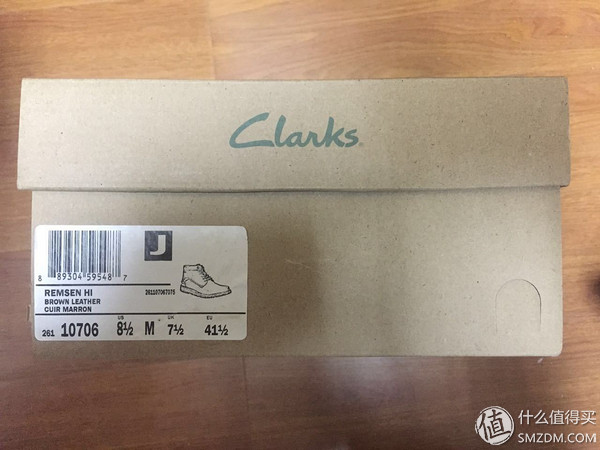 Clarks
J
8 89304 59548 7
REMSEN HI
BROWN LEATHER
CUIR MARRON
261107067075
US UK EU
261 10706 8½ M 7½ 41½
值 什么值得买
SMZDM.COM